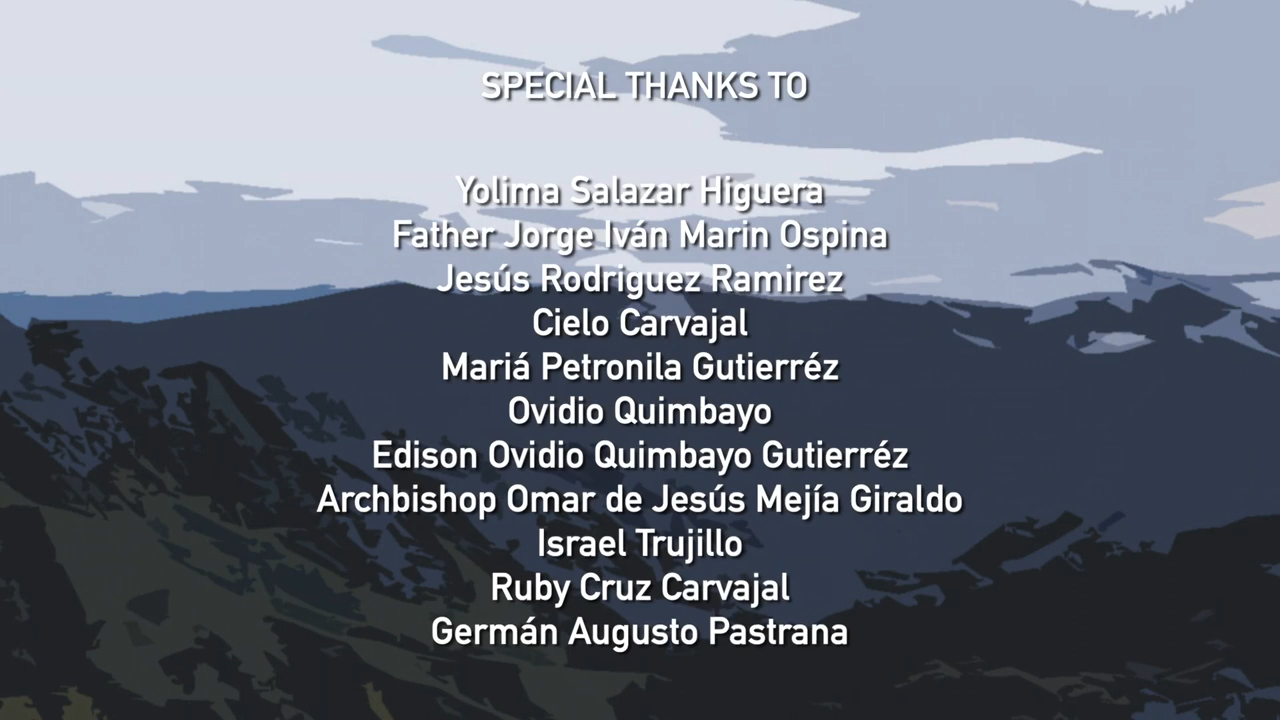 SPECIAL THANKS TO
Yolima Salazar Higuera
Father Jorge Iván Marin Ospina
Jesús Rodriguez Ramirez
Cielo Carvajal
Mariá Petronila Gutierréz
Ovidio Quimbayo
Edison Ovidio Quimbayo Gutierréz
Archbishop Omar de Jesús Mejía Giraldo
Israel Trujillo
Ruby Cruz Carvajal
Germán Augusto Pastrana